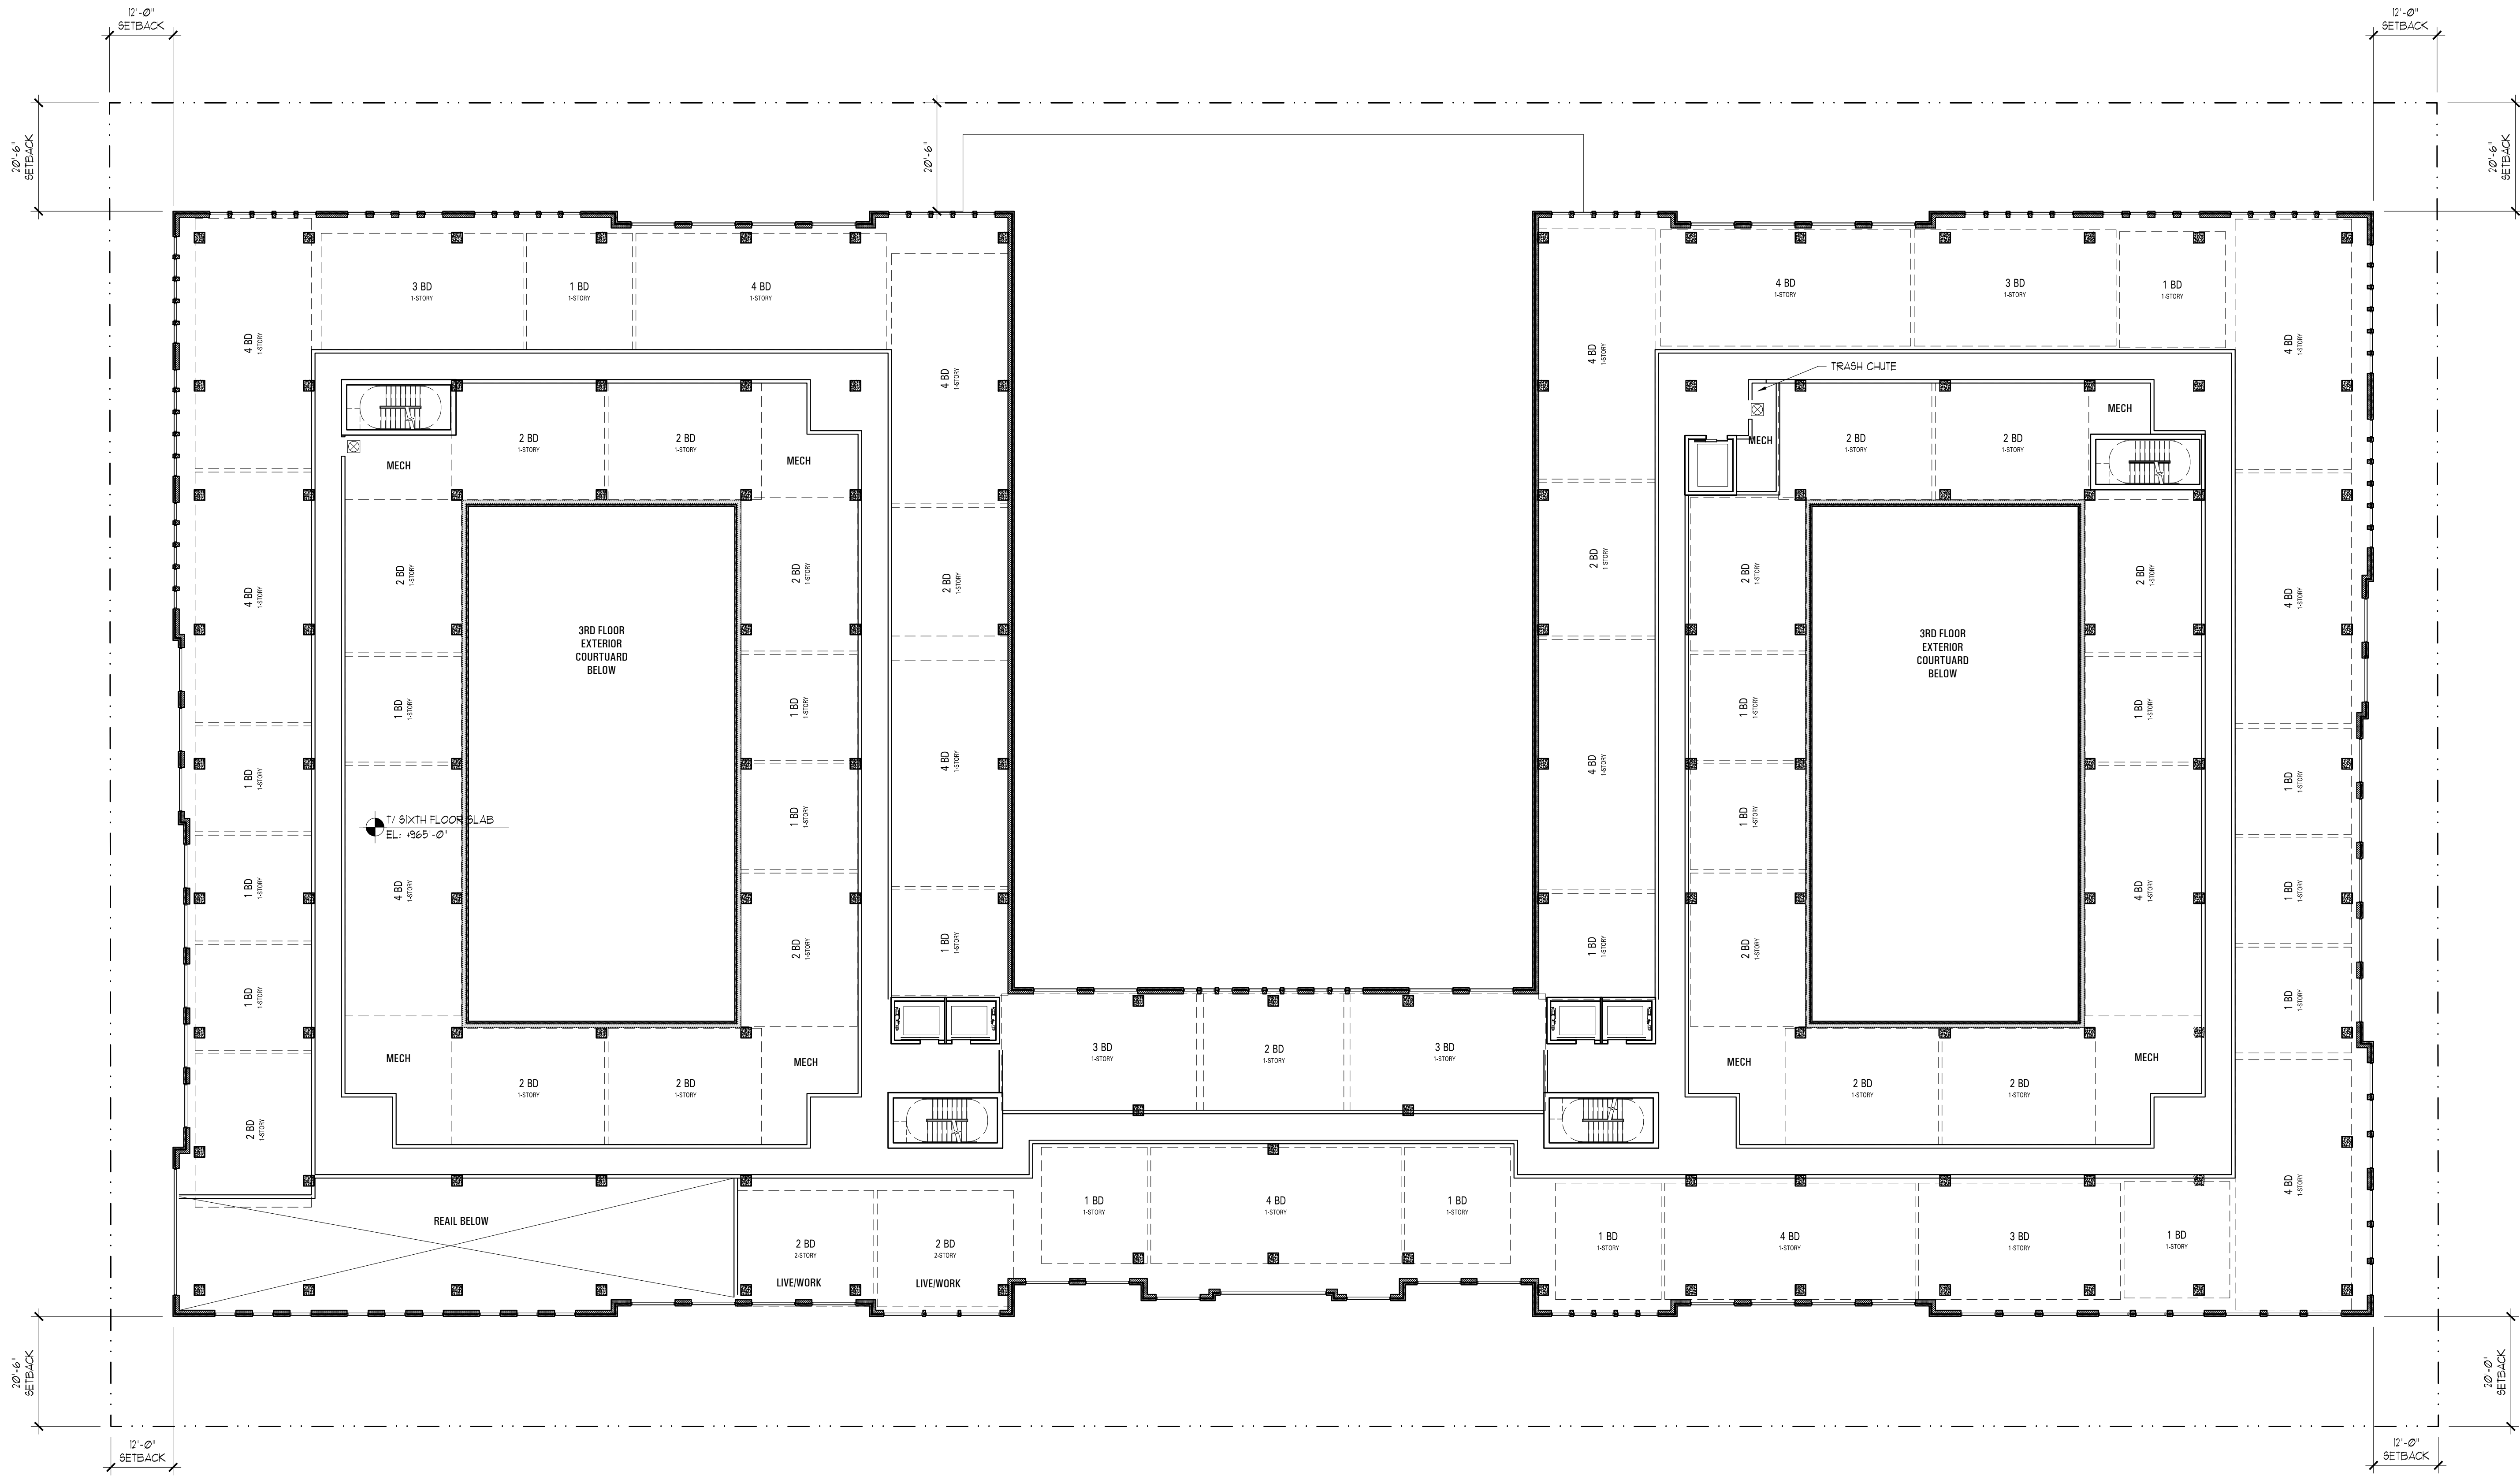 12'-0"
SETBACK
12'-0"
SETBACK
20'-6"
SETBACK
20'-6"
20'-6"
SETBACK
3 BD
1-STORY
1 BD
1-STORY
4 BD
1-STORY
4 BD
1-STORY
3 BD
1-STORY
1 BD
1-STORY
4 BD
1-STORY
4 BD
1-STORY
4 BD
1-STORY
4 BD
1-STORY
TRASH CHUTE
MECH
2 BD
1-STORY
2 BD
1-STORY
MECH
MECH
MECH
2 BD
1-STORY
2 BD
1-STORY
MECH
4 BD
1-STORY
2 BD
1-STORY
2 BD
1-STORY
2 BD
1-STORY
2 BD
1-STORY
2 BD
1-STORY
2 BD
1-STORY
4 BD
1-STORY
3RD FLOOR
EXTERIOR
COURTUARD
BELOW
3RD FLOOR
EXTERIOR
COURTUARD
BELOW
1 BD
1-STORY
1 BD
1-STORY
1 BD
1-STORY
1 BD
1-STORY
1 BD
1-STORY
4 BD
1-STORY
4 BD
1-STORY
1 BD
1-STORY
T/ SIXTH FLOOR SLAB
EL: +965'-0"
1 BD
1-STORY
1 BD
1-STORY
1 BD
1-STORY
4 BD
1-STORY
4 BD
1-STORY
1 BD
1-STORY
1 BD
1-STORY
2 BD
1-STORY
1 BD
1-STORY
1 BD
1-STORY
2 BD
1-STORY
1 BD
1-STORY
MECH
2 BD
1-STORY
2 BD
1-STORY
MECH
3 BD
1-STORY
2 BD
1-STORY
3 BD
1-STORY
MECH
2 BD
1-STORY
2 BD
1-STORY
MECH
2 BD
1-STORY
4 BD
1-STORY
REAIL BELOW
2 BD
2-STORY
LIVE/WORK
2 BD
2-STORY
LIVE/WORK
1 BD
1-STORY
4 BD
1-STORY
1 BD
1-STORY
1 BD
1-STORY
4 BD
1-STORY
3 BD
1-STORY
1 BD
1-STORY
20'-6"
SETBACK
20'-0"
SETBACK
12'-0"
SETBACK
12'-0"
SETBACK